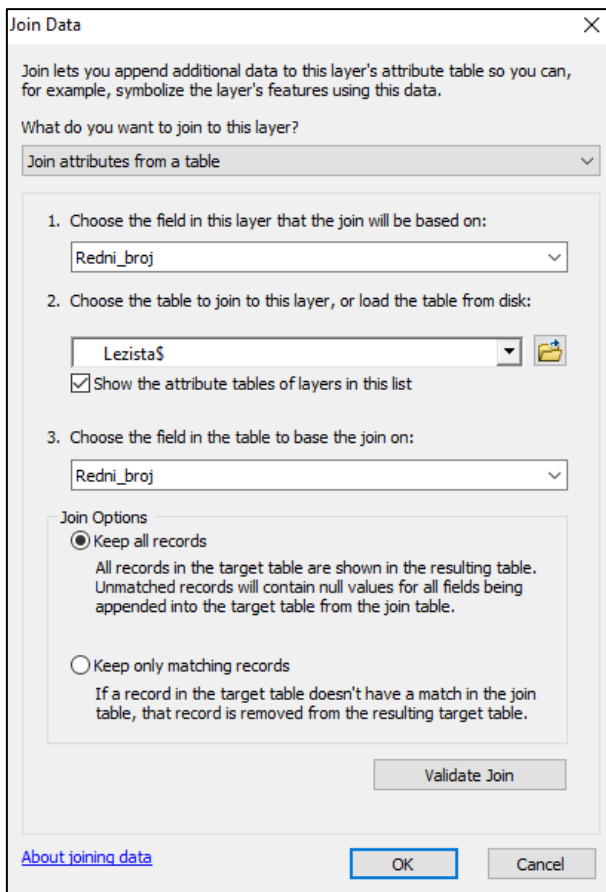 Join Data
Join lets you append additional data to this layer's attribute table so you can,
for example, symbolize the layer's features using this data.
What do you want to join to this layer?
Join attributes from a table
1. Choose the field in this layer that the join will be based on:
Redni_broj
2. Choose the table to join to this layer, or load the table from disk:
Lezista$
Show the attribute tables of layers in this list
3. Choose the field in the table to base the join on:
Redni_broj
Join Options
Keep all records
All records in the target table are shown in the resulting table.
Unmatched records will contain null values for all fields being
appended into the target table from the join table.
Keep only matching records
If a record in the target table doesn't have a match in the join
table, that record is removed from the resulting target table.
Validate Join
About joining data
OK
Cancel